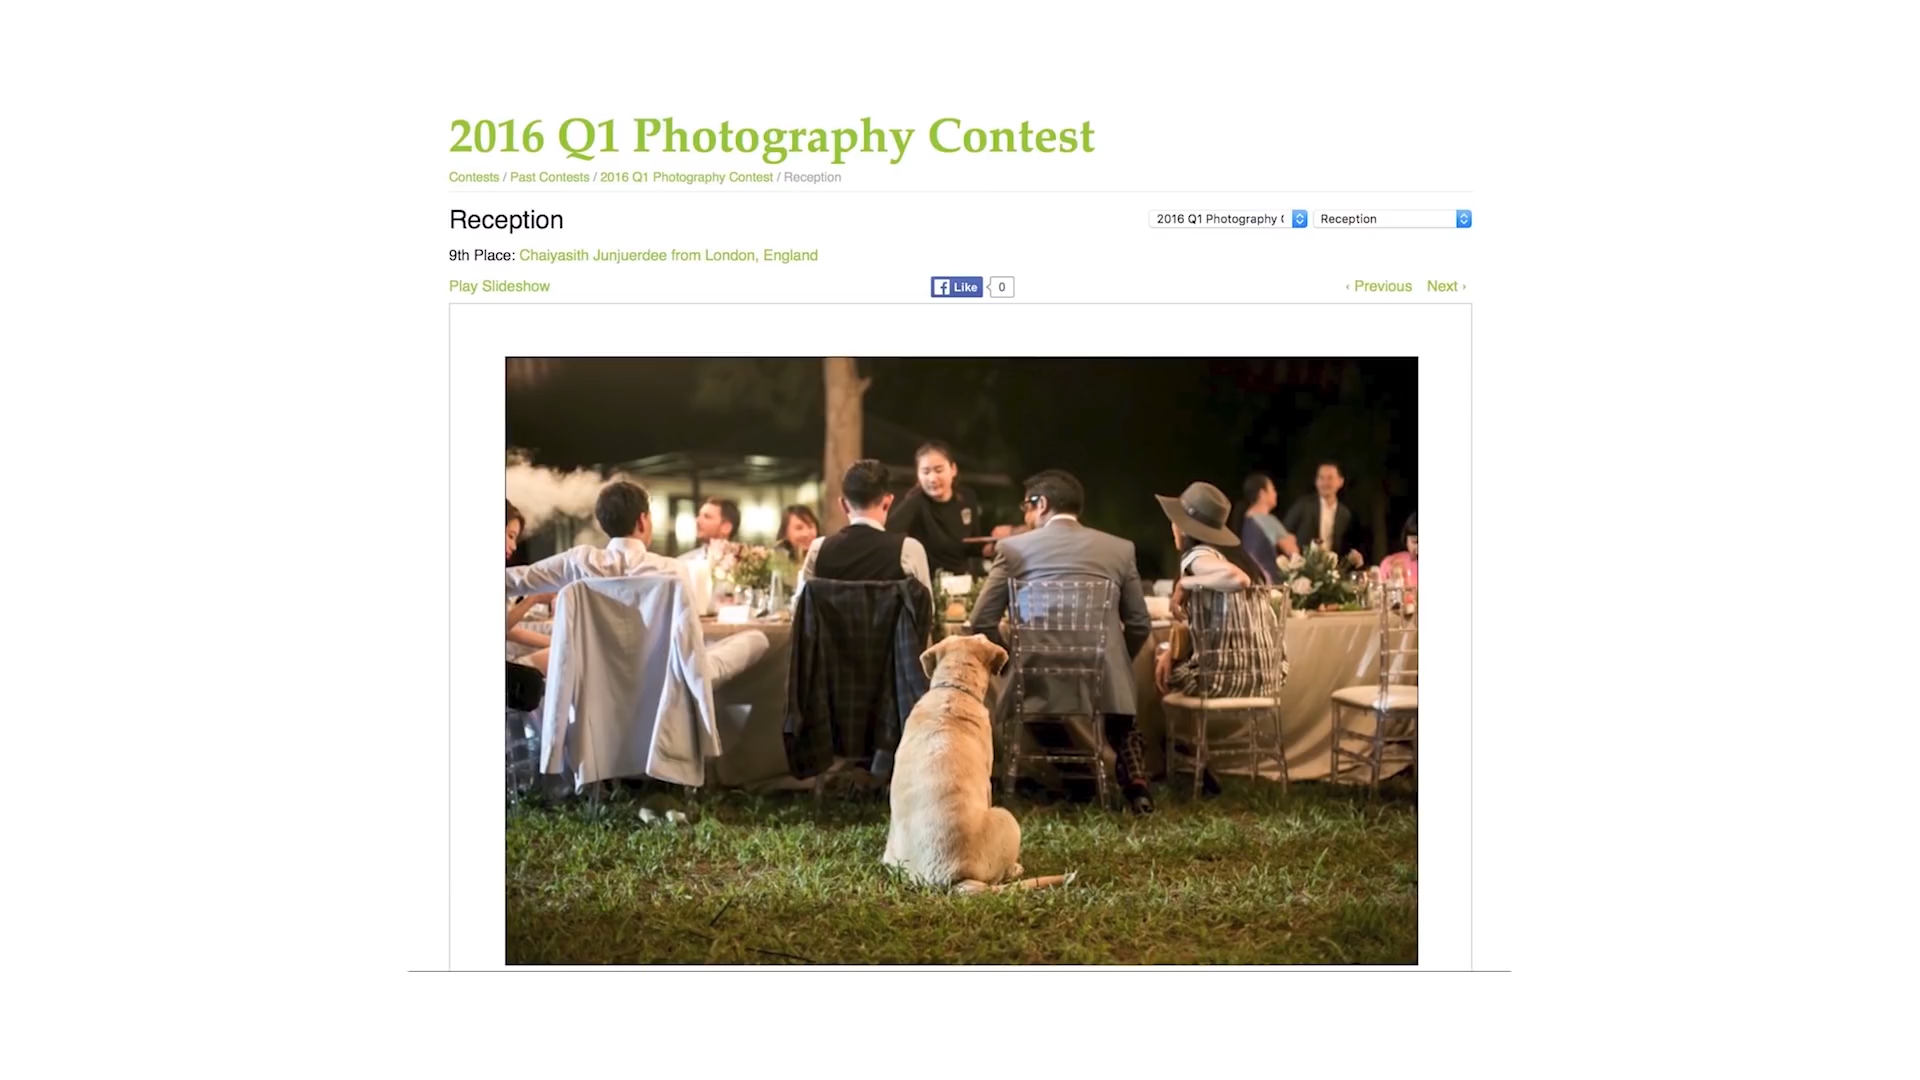 2016 Q1 Photography Contest
Contests / Past Contests / 2016 Q1 Photography Contest / Reception
Reception
2016 Q1 Photography (
Reception
9th Place: Chaiyasith Junjuerdee from London, England
Play Slideshow
Like
0
‹ Previous
Next ›